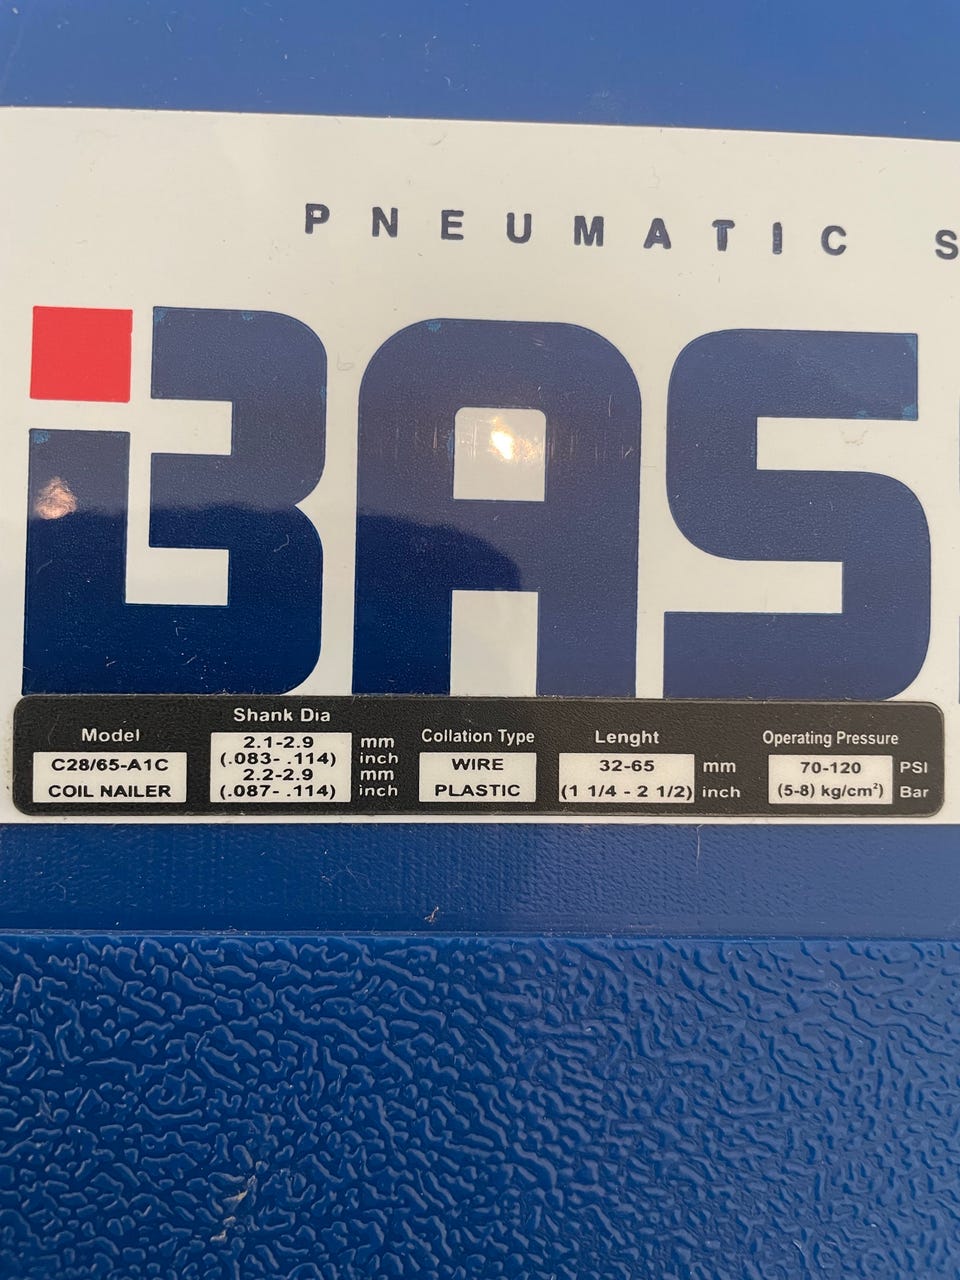 PNEUMATIC S
BAS
Model
C28/65-A1C
COIL NAILER
Shank Dia
2.1-2.9 mm
(.083- .114) inch
2.2-2.9 mm
(.087- .114) inch
Collation Type
WIRE
PLASTIC
Lenght
32-65 mm
(1 1/4 - 2 1/2) inch
Operating Pressure
70-120 PSI
(5-8) kg/cm²) Bar